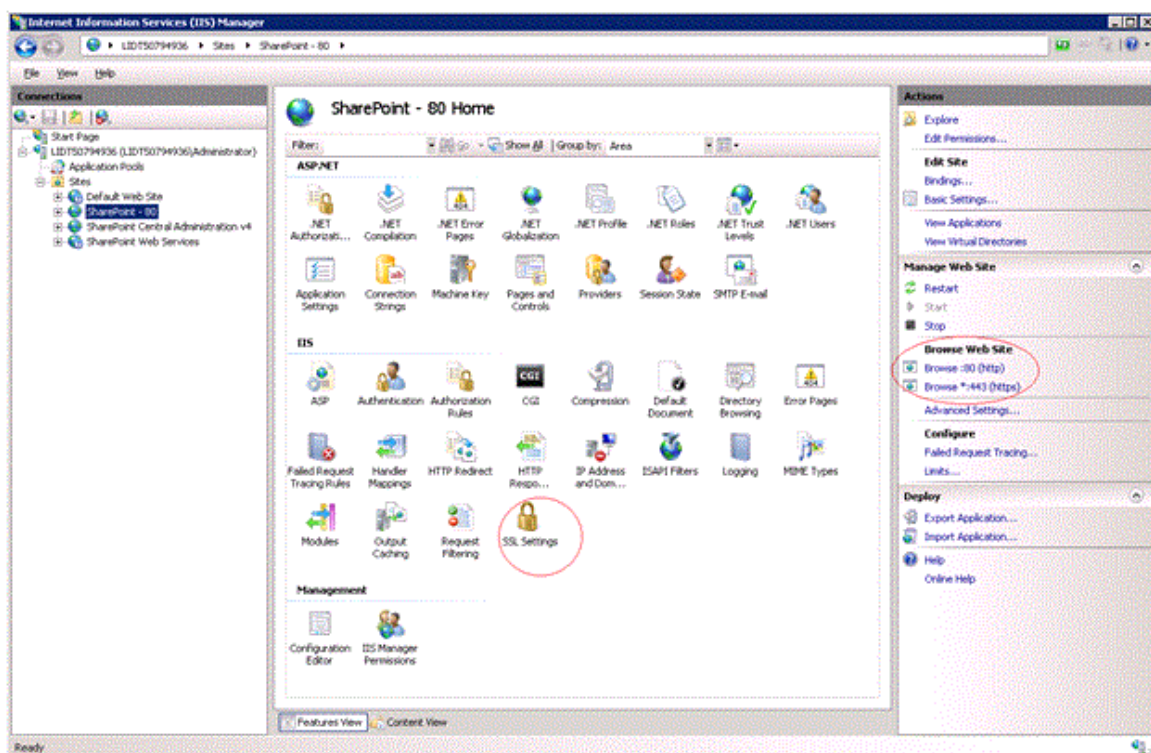 Internet Information Services (IIS) Manager
LIDT50794936 Sites SharePoint - 80
File View Help
Connections
Start Page
LIDT50794936 (LIDT50794936\Administrator)
Application Pools
Sites
Default Web Site
SharePoint - 80
SharePoint Central Administration v4
SharePoint Web Services
SharePoint - 80 Home
Filter: Go Show All Group by: Area
ASP.NET
.NET Authorizati...
.NET Compilation
.NET Error Pages
.NET Globalization
.NET Profile
.NET Roles
.NET Trust Levels
.NET Users
Application Settings
Connection Strings
Machine Key
Pages and Controls
Providers
Session State
SMTP E-mail
IIS
ASP
Authentication
Authorization Rules
CGI
CGI
Compression
Default Document
Directory Browsing
404
Error Pages
Failed Request Tracing Rules
Handler Mappings
HTTP Redirect
HTTP Respo...
IP Address and Dom...
ISAPI Filters
Logging
MIME Types
Modules
Output Caching
Request Filtering
SSL Settings
Management
Configuration Editor
IIS Manager Permissions
Features View Content View
Actions
Explore
Edit Permissions...
Edit Site
Bindings...
Basic Settings...
View Applications
View Virtual Directories
Manage Web Site
Restart
Start
Stop
Browse Web Site
Browse :80 (http)
Browse *:443 (https)
Advanced Settings...
Configure
Failed Request Tracing...
Limits...
Deploy
Export Application...
Import Application...
Help
Online Help
Ready